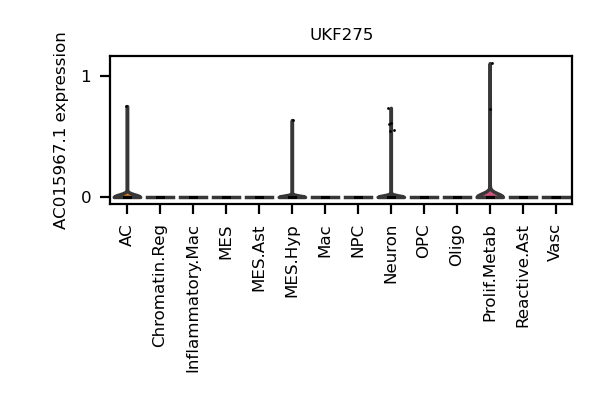 UKF275
AC015967.1 expression
1
0
AC
Chromatin.Reg
Inflammatory.Mac
MES
MES.Ast
MES.Hyp
Mac
NPC
Neuron
OPC
Oligo
Prolif.Metab
Reactive.Ast
Vasc